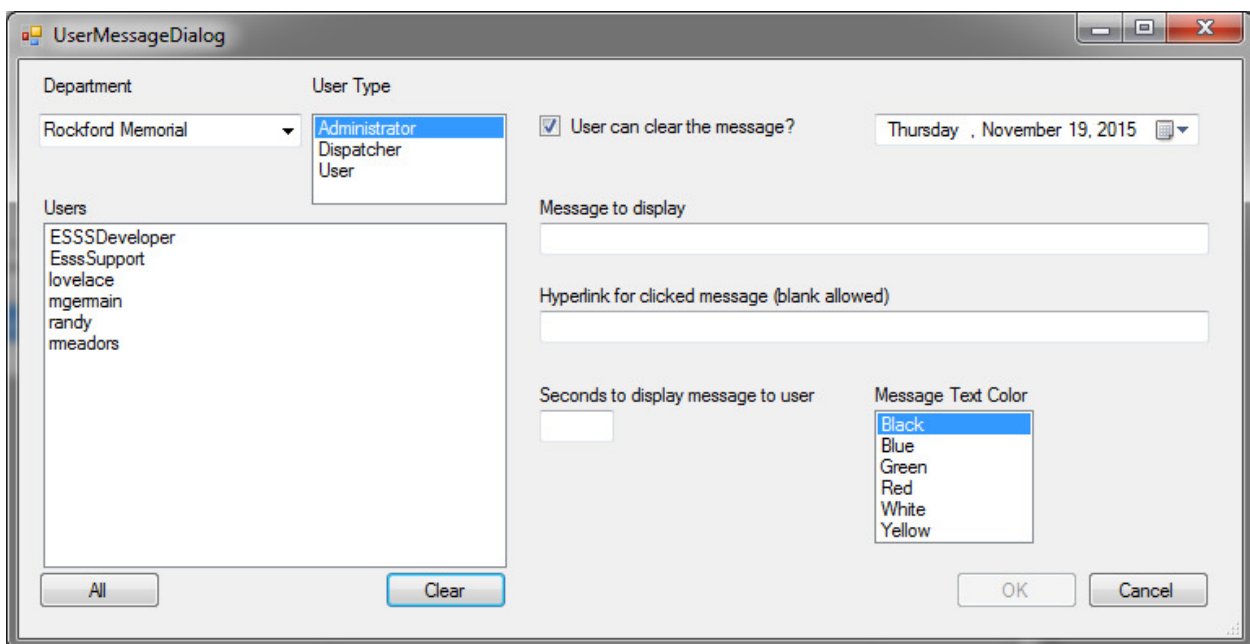 UserMessageDialog
Department
User Type
Rockford Memorial
Administrator
Dispatcher
User
User can clear the message?
Thursday , November 19, 2015
Users
ESSSDeveloper
EsssSupport
lovelace
mgermain
randy
rmeadors
Message to display
Hyperlink for clicked message (blank allowed)
Seconds to display message to user
Message Text Color
Black
Blue
Green
Red
White
Yellow
All
Clear
OK
Cancel